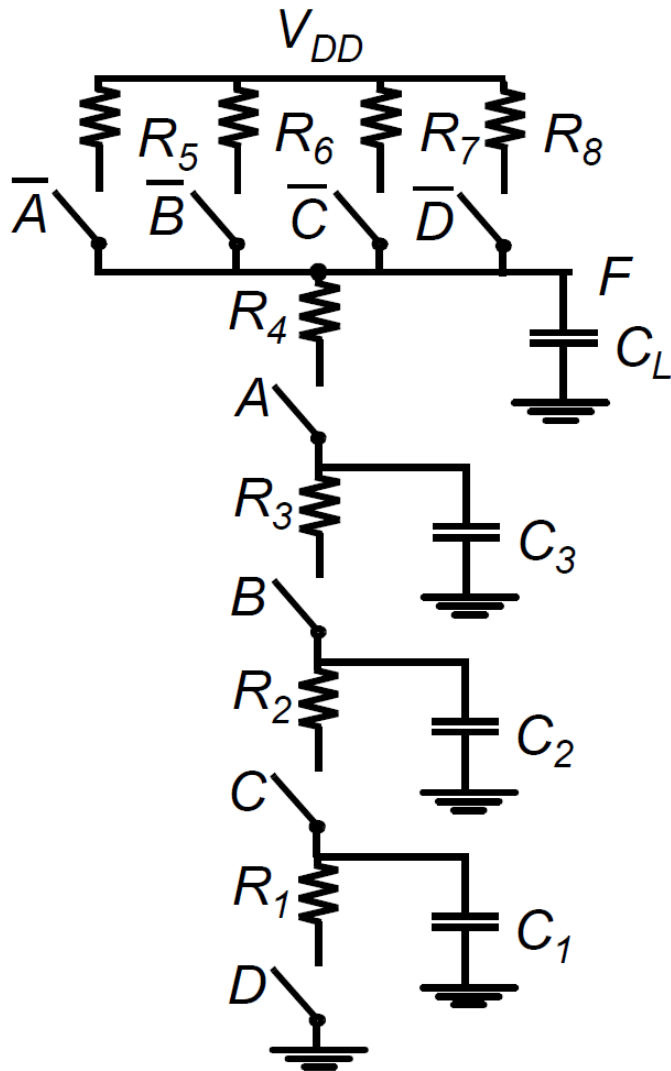 V_DD
R_5 R_6 R_7 R_8
A̅ B̅ C̅ D̅
F
R_4
C_L
A
R_3
C_3
B
R_2
C_2
C
R_1
C_1
D